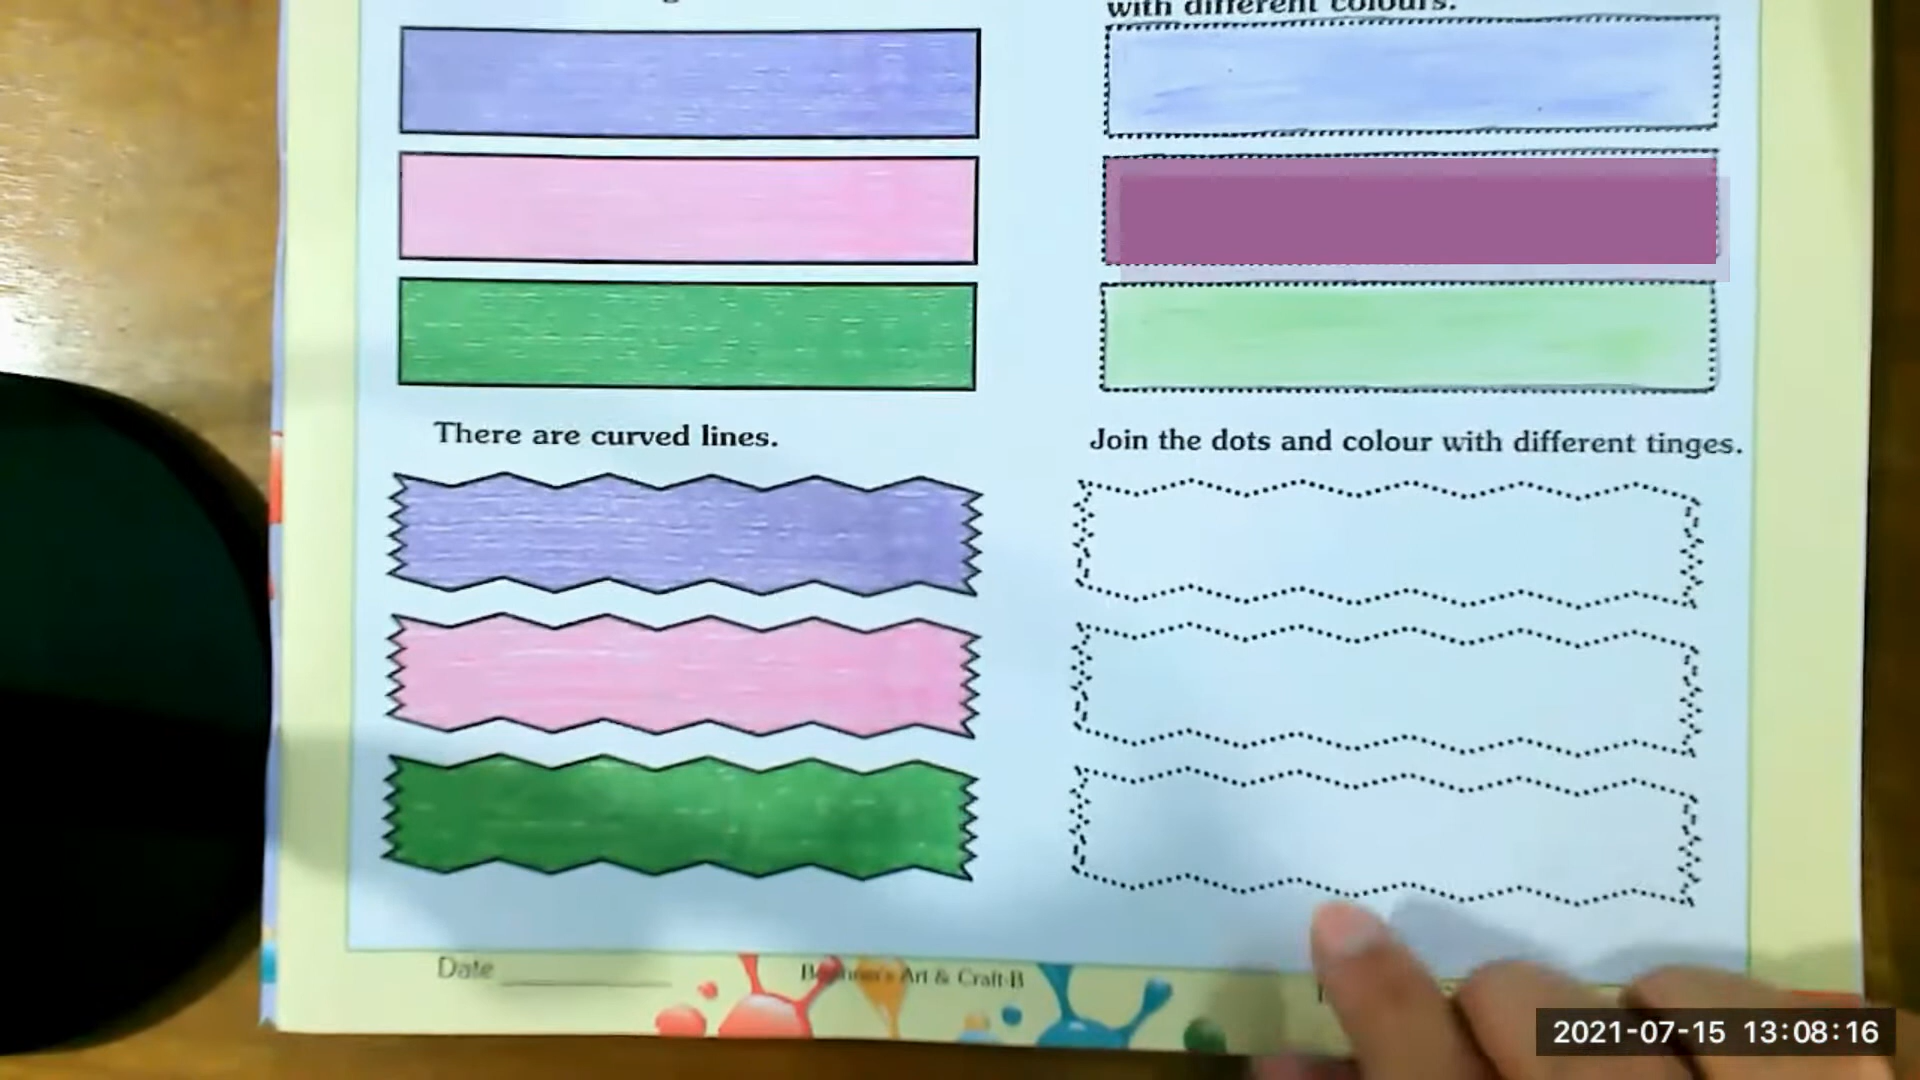 with different colours.
There are curved lines.
Join the dots and colour with different tinges.
Date
Beginner's Art & Craft-B
2021-07-15 13:08:16